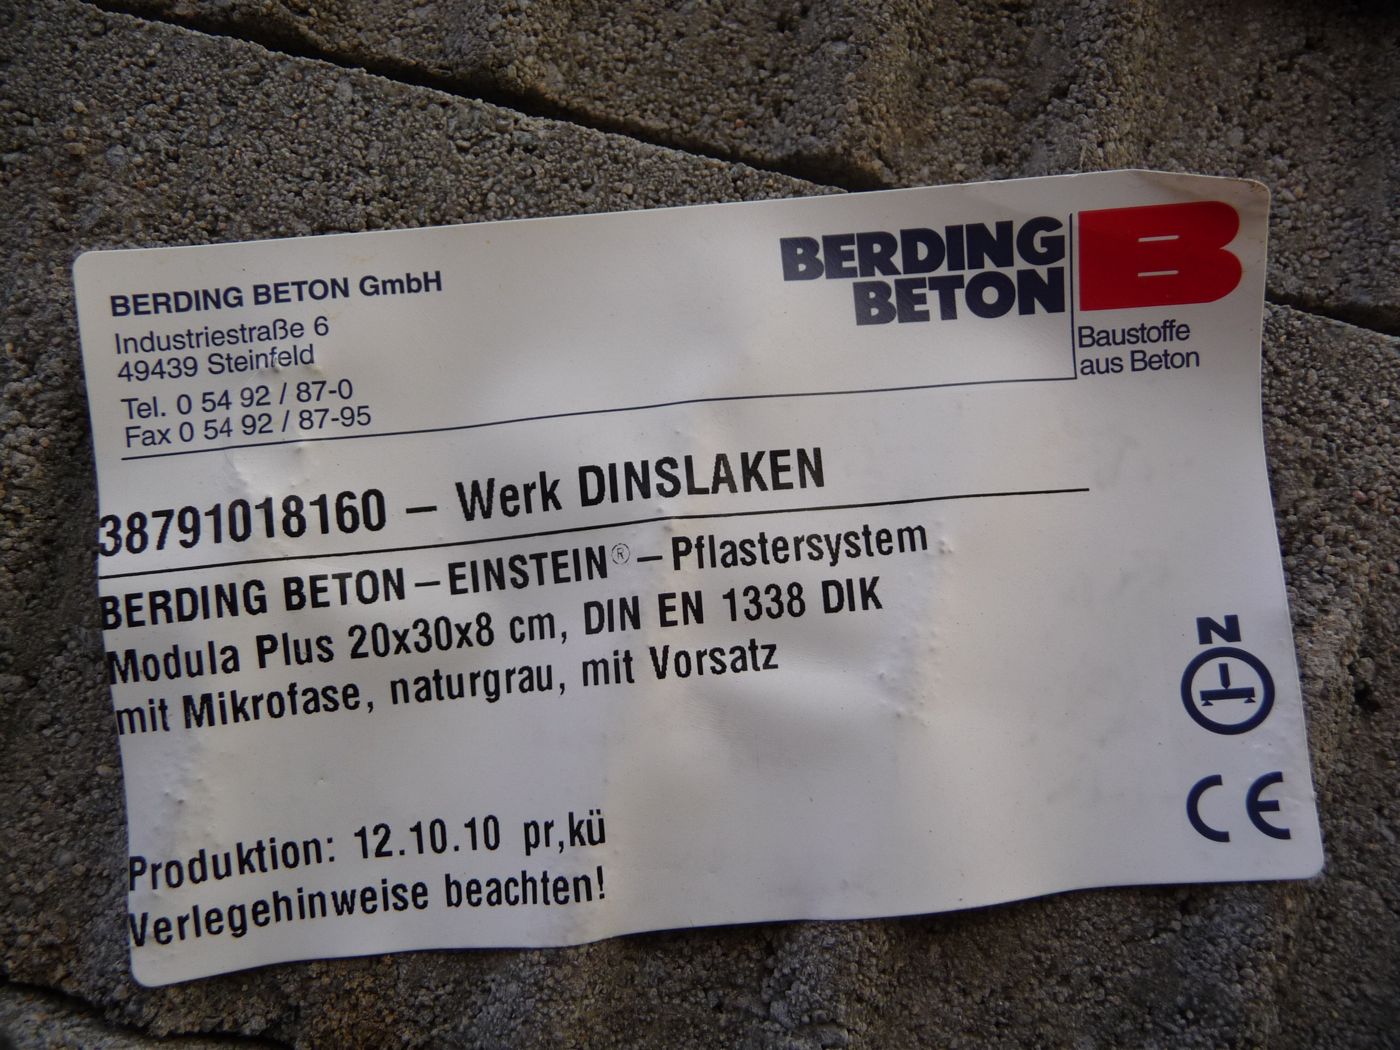 BERDING BETON GmbH
Industriestraße 6
49439 Steinfeld
Tel. 0 54 92 / 87-0
Fax 0 54 92 / 87-95
BERDING
BETON
B
Baustoffe
aus Beton
38791018160 – Werk DINSLAKEN
BERDING BETON – EINSTEIN® – Pflastersystem
Modula Plus 20x30x8 cm, DIN EN 1338 DIK
mit Mikrofase, naturgrau, mit Vorsatz
N
CE
Produktion: 12.10.10 pr,kü
Verlegehinweise beachten!